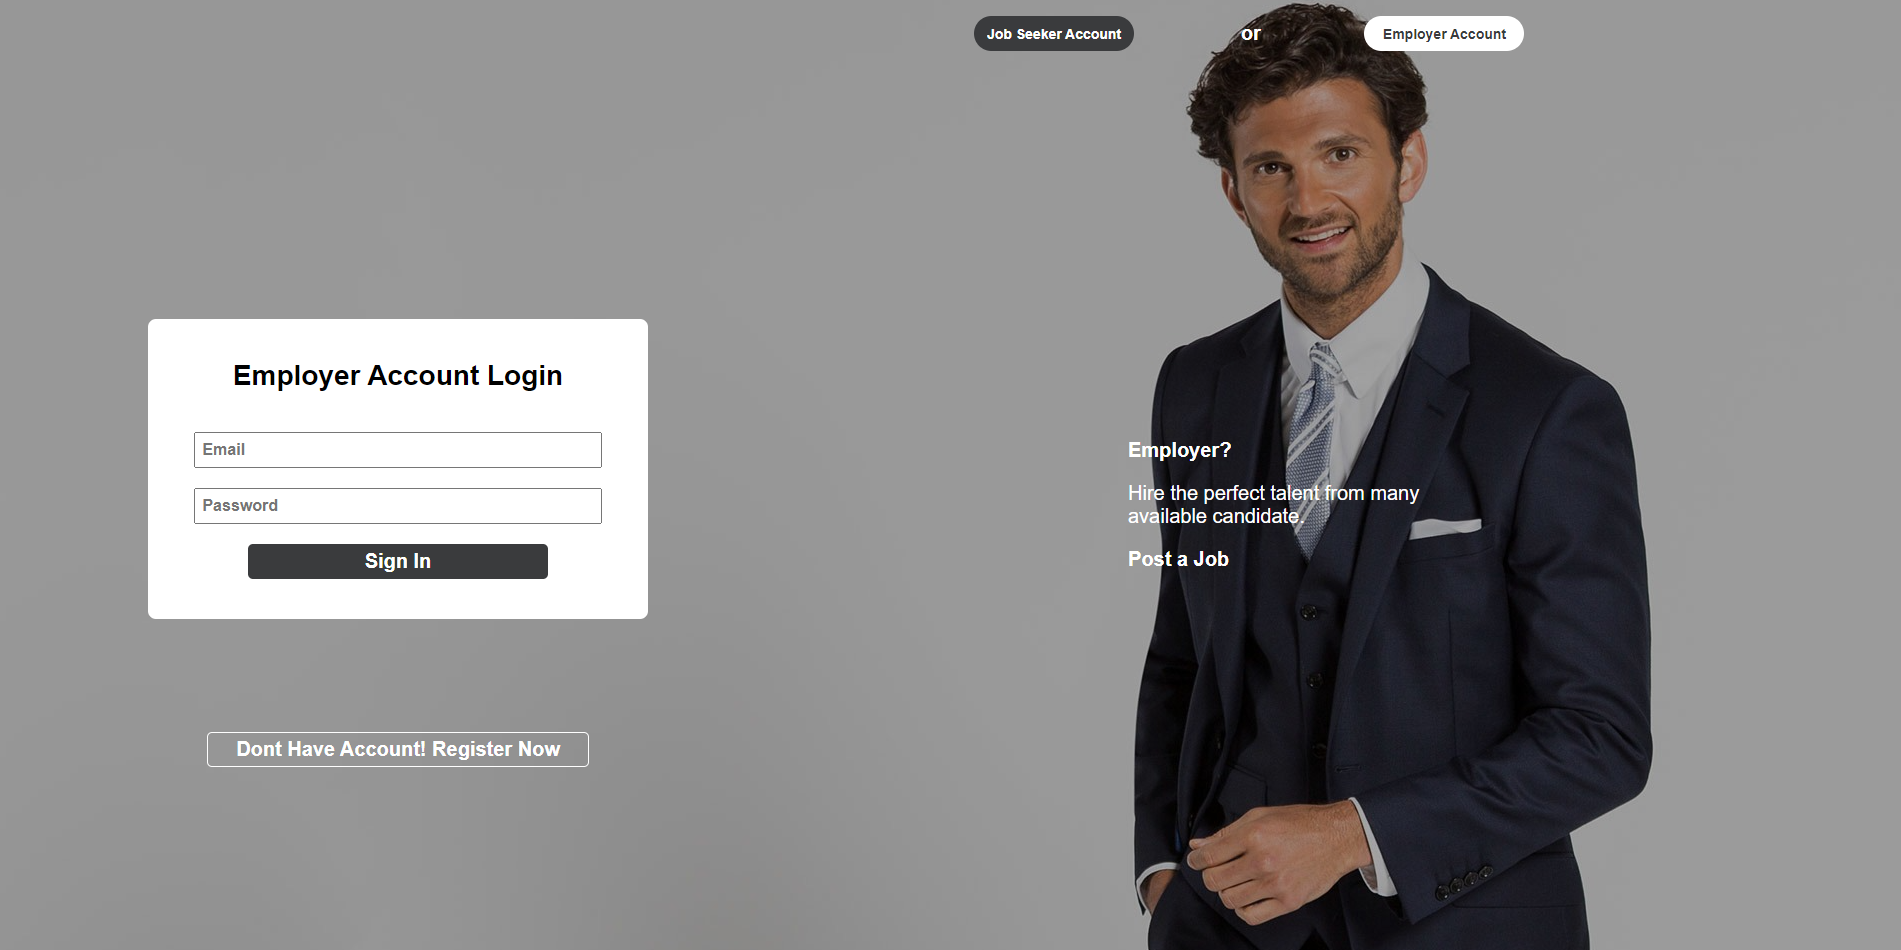 Job Seeker Account
or
Employer Account
Employer Account Login
Email
Password
Sign In
Dont Have Account! Register Now
Employer?
Hire the perfect talent from many
available candidate.
Post a Job